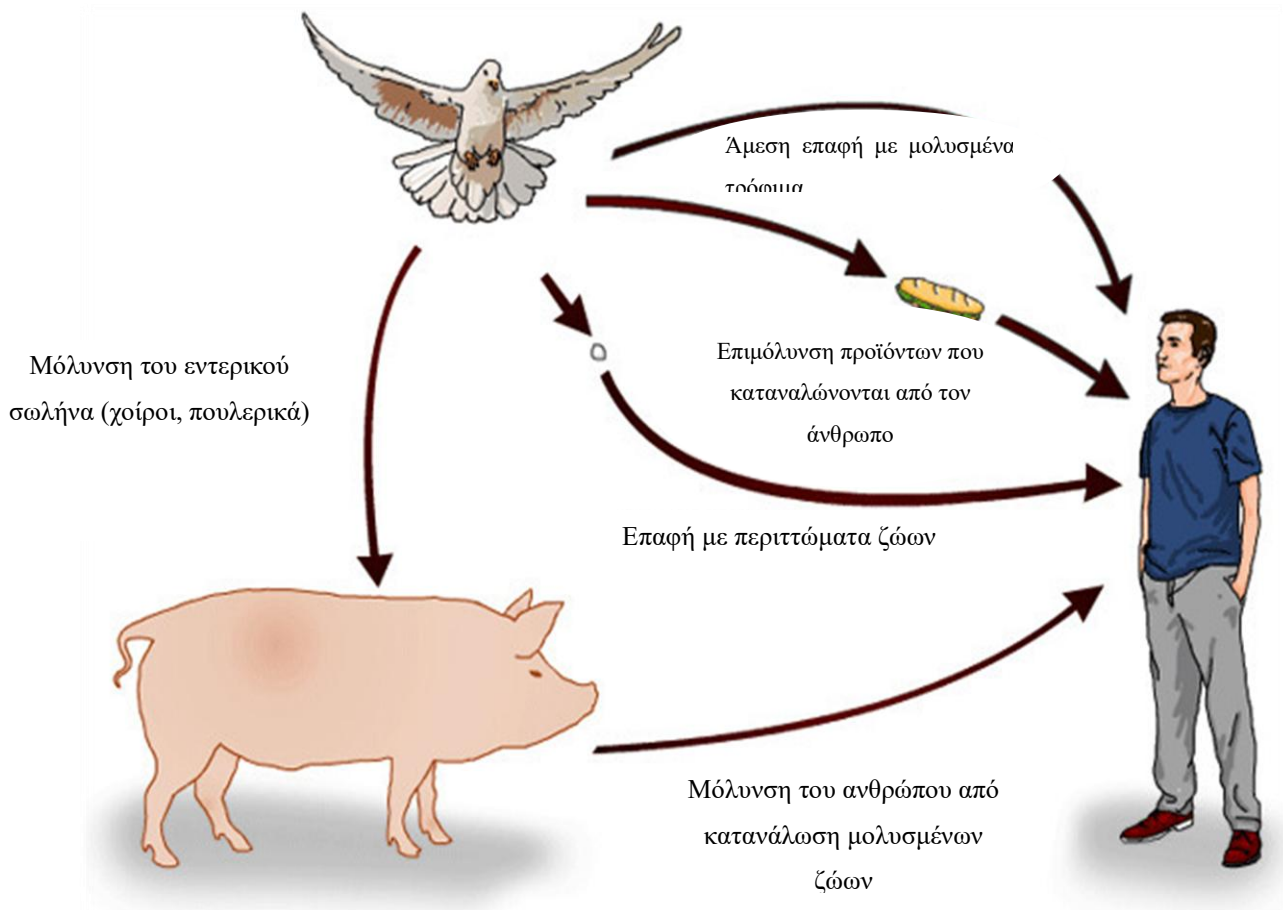 Άμεση επαφή με μολυσμένα
τρόφιμα
Μόλυνση του εντερικού
σωλήνα (χοίροι, πουλερικά)
Επιμόλυνση προϊόντων που
καταναλώνονται από τον
άνθρωπο
Επαφή με περιττώματα ζώων
Μόλυνση του ανθρώπου από
κατανάλωση μολυσμένων
ζώων